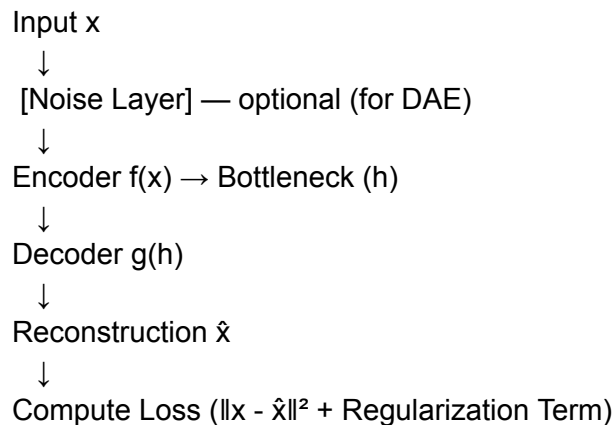 Input x
↓
[Noise Layer] — optional (for DAE)
↓
Encoder f(x) → Bottleneck (h)
↓
Decoder g(h)
↓
Reconstruction x̂
↓
Compute Loss (‖x - x̂‖² + Regularization Term)